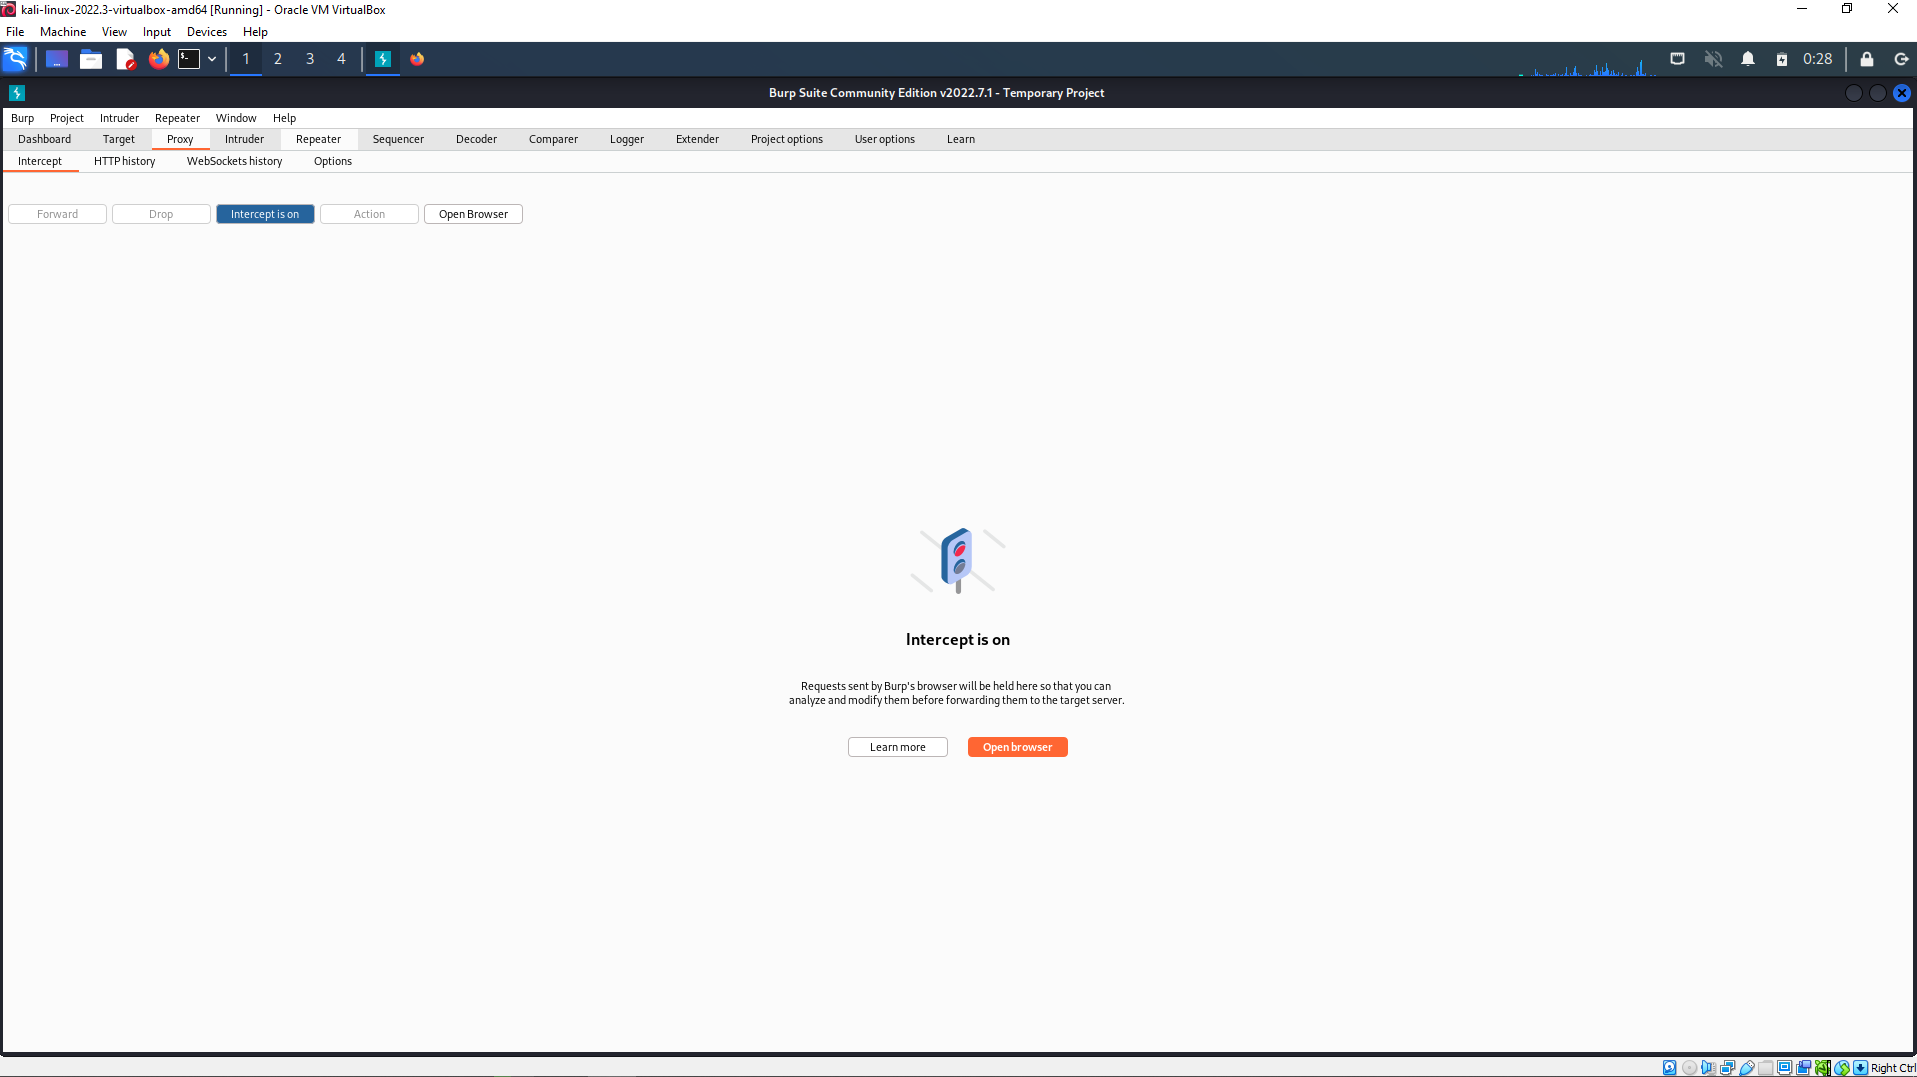 kali-linux-2022.3-virtualbox-amd64 [Running] - Oracle VM VirtualBox
File Machine View Input Devices Help
1 2 3 4 0:28
Burp Suite Community Edition v2022.7.1 - Temporary Project
Burp Project Intruder Repeater Window Help
Dashboard Target Proxy Intruder Repeater Sequencer Decoder Comparer Logger Extender Project options User options Learn
Intercept HTTP history WebSockets history Options
Forward Drop Intercept is on Action Open Browser
Intercept is on
Requests sent by Burp's browser will be held here so that you can
analyze and modify them before forwarding them to the target server.
Learn more Open browser
Right Ctrl